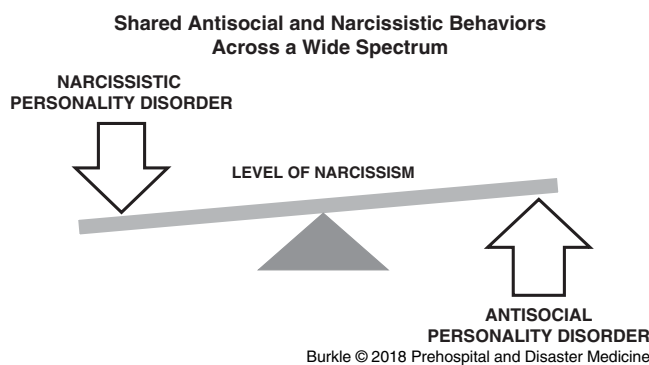 Shared Antisocial and Narcissistic Behaviors
Across a Wide Spectrum
NARCISSISTIC
PERSONALITY DISORDER
LEVEL OF NARCISSISM
ANTISOCIAL
PERSONALITY DISORDER
Burkle © 2018 Prehospital and Disaster Medicine